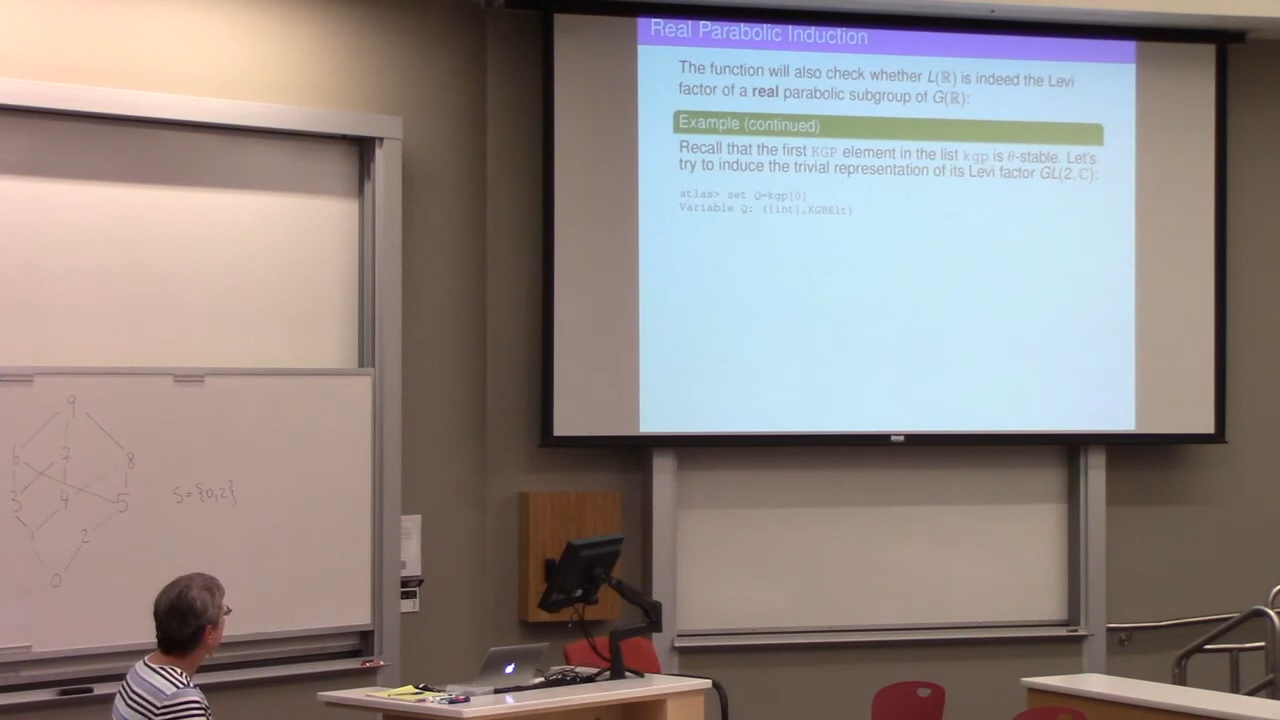 Real Parabolic Induction
The function will also check whether L(ℝ) is indeed the Levi
factor of a real parabolic subgroup of G(ℝ):
Example (continued)
Recall that the first KGP element in the list kgp is θ-stable. Let's
try to induce the trivial representation of its Levi factor GL(2, ℂ):
atlas> set Q=kgp[0]
Variable Q: ([int],KGBElt)
9
6 7 8
3 4 5
1 2
0
S={0,2}